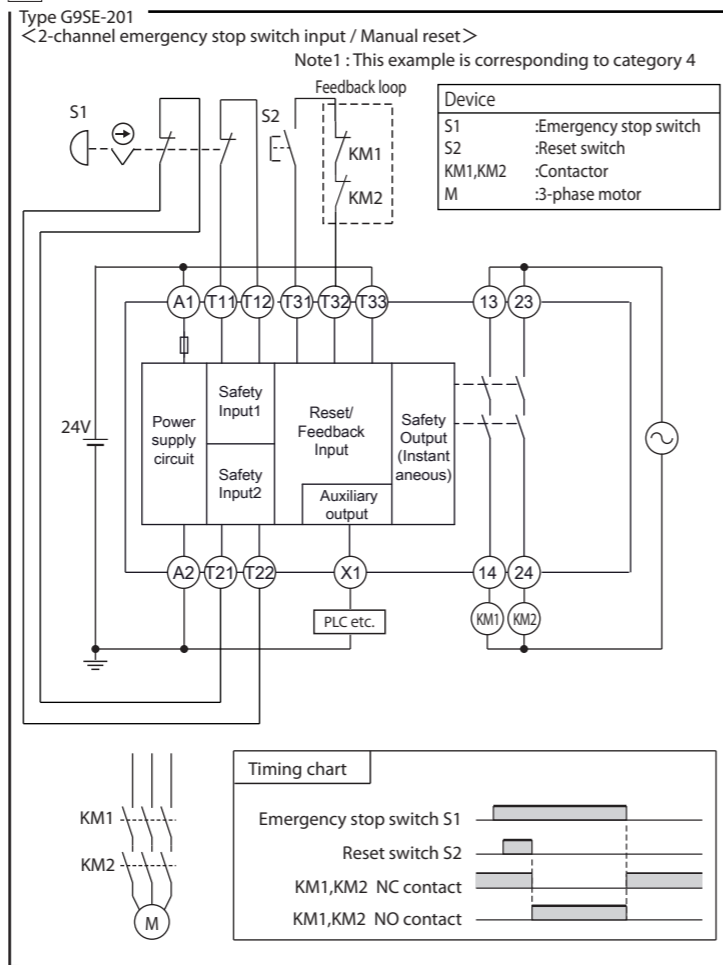 Type G9SE-201
<2-channel emergency stop switch input / Manual reset>
Note1 : This example is corresponding to category 4
Feedback loop
S1
S2
KM1
KM2
Device
S1 :Emergency stop switch
S2 :Reset switch
KM1,KM2 :Contactor
M :3-phase motor
A1 T11 T12 T31 T32 T33 13 23
24V
Power
supply
circuit
Safety
Input1
Safety
Input2
Reset/
Feedback
Input
Auxiliary
output
Safety
Output
(Instant
aneous)
A2 T21 T22 X1 14 24
PLC etc.
KM1 KM2
KM1
KM2
M
Timing chart
Emergency stop switch S1
Reset switch S2
KM1,KM2 NC contact
KM1,KM2 NO contact